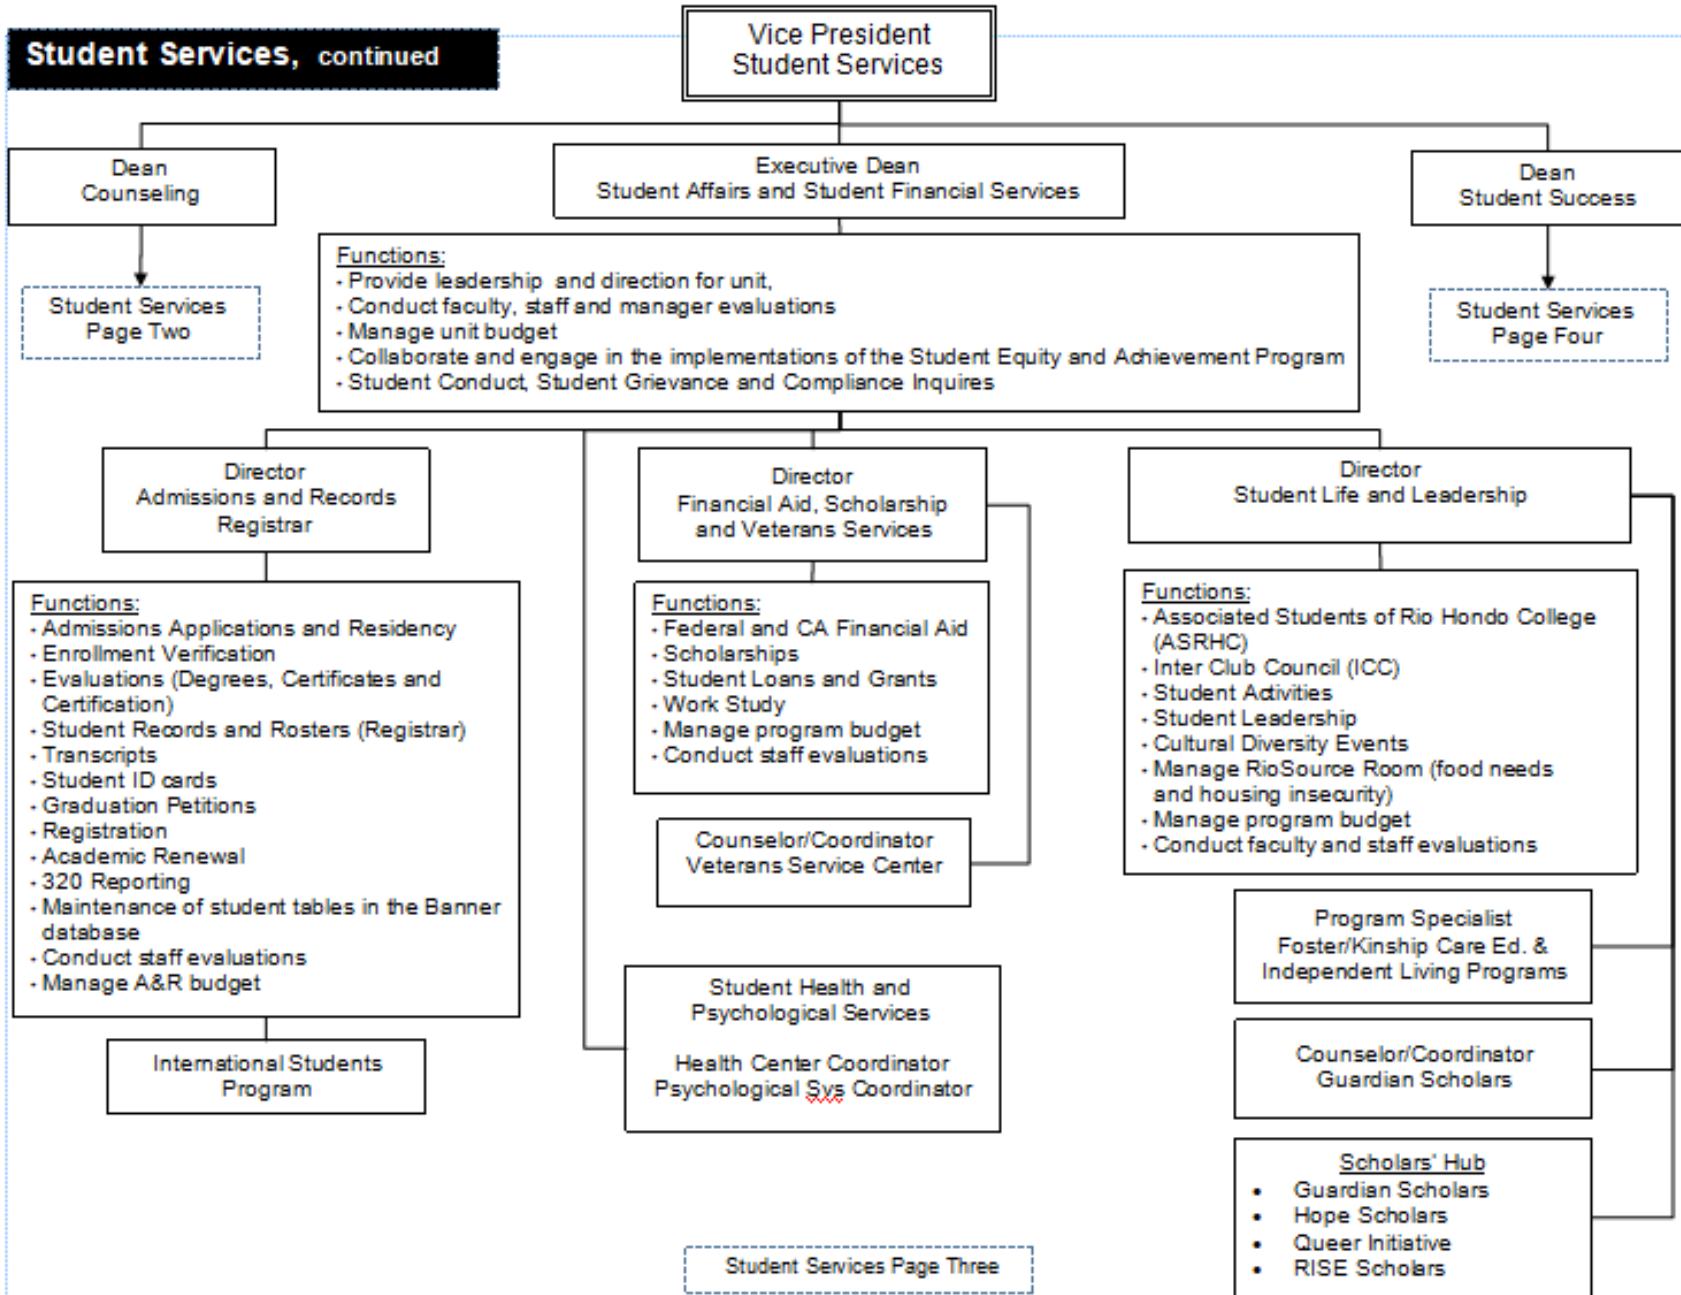 Student Services, continued
Vice President
Student Services
Dean
Counseling
Executive Dean
Student Affairs and Student Financial Services
Dean
Student Success
Student Services
Page Two
Functions:
- Provide leadership and direction for unit,
- Conduct faculty, staff and manager evaluations
- Manage unit budget
- Collaborate and engage in the implementations of the Student Equity and Achievement Program
- Student Conduct, Student Grievance and Compliance Inquires
Student Services
Page Four
Director
Admissions and Records
Registrar
Functions:
- Admissions Applications and Residency
- Enrollment Verification
- Evaluations (Degrees, Certificates and
Certification)
- Student Records and Rosters (Registrar)
- Transcripts
- Student ID cards
- Graduation Petitions
- Registration
- Academic Renewal
- 320 Reporting
- Maintenance of student tables in the Banner
database
- Conduct staff evaluations
- Manage A&R budget
International Students
Program
Director
Financial Aid, Scholarship
and Veterans Services
Functions:
- Federal and CA Financial Aid
- Scholarships
- Student Loans and Grants
- Work Study
- Manage program budget
- Conduct staff evaluations
Counselor/Coordinator
Veterans Service Center
Student Health and
Psychological Services
Health Center Coordinator
Psychological Svs Coordinator
Director
Student Life and Leadership
Functions:
- Associated Students of Rio Hondo College
(ASRHC)
- Inter Club Council (ICC)
- Student Activities
- Student Leadership
- Cultural Diversity Events
- Manage RioSource Room (food needs
and housing insecurity)
- Manage program budget
- Conduct faculty and staff evaluations
Program Specialist
Foster/Kinship Care Ed. &
Independent Living Programs
Counselor/Coordinator
Guardian Scholars
Scholars' Hub
• Guardian Scholars
• Hope Scholars
• Queer Initiative
• RISE Scholars
Student Services Page Three